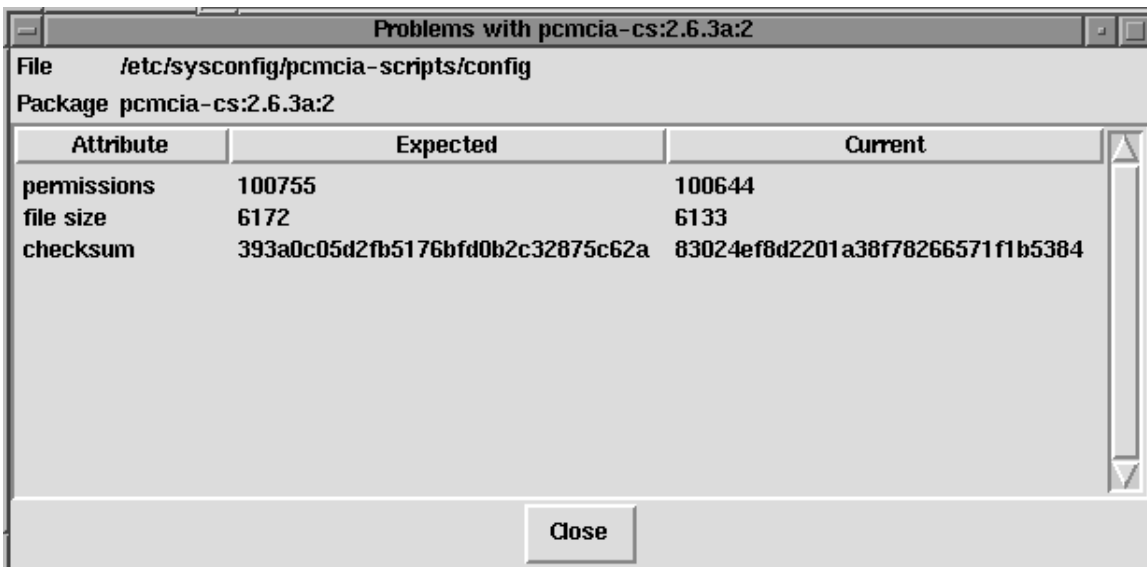 Problems with pcmcia-cs:2.6.3a:2
File /etc/sysconfig/pcmcia-scripts/config
Package pcmcia-cs:2.6.3a:2
Attribute Expected Current
permissions 100755 100644
file size 6172 6133
checksum 393a0c05d2fb5176bfd0b2c32875c62a 83024ef8d2201a38f78266571f1b5384
Close